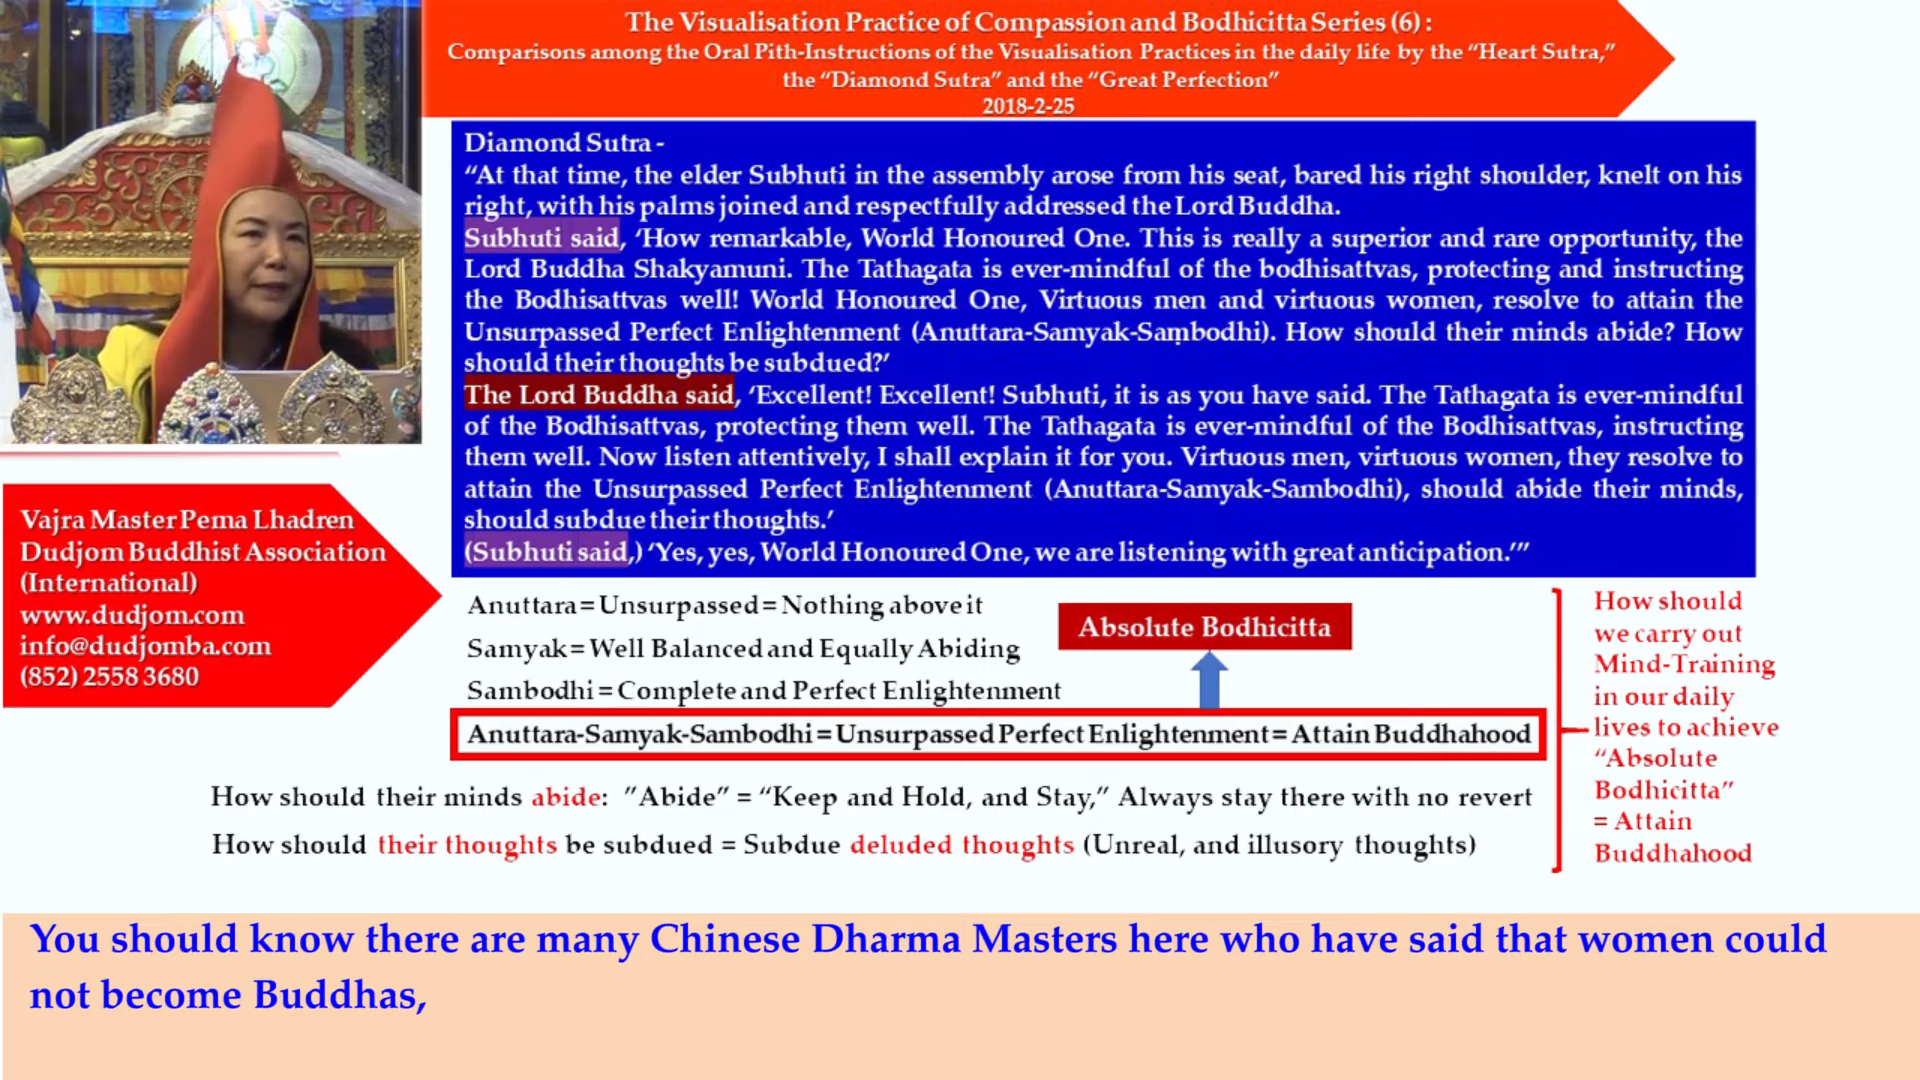 The Visualisation Practice of Compassion and Bodhicitta Series (6) :
Comparisons among the Oral Pith-Instructions of the Visualisation Practices in the daily life by the “Heart Sutra,”
the “Diamond Sutra” and the “Great Perfection”
2018-2-25
Diamond Sutra -
“At that time, the elder Subhuti in the assembly arose from his seat, bared his right shoulder, knelt on his
right, with his palms joined and respectfully addressed the Lord Buddha.
Subhuti said, ‘How remarkable, World Honoured One. This is really a superior and rare opportunity, the
Lord Buddha Shakyamuni. The Tathagata is ever-mindful of the bodhisattvas, protecting and instructing
the Bodhisattvas well! World Honoured One, Virtuous men and virtuous women, resolve to attain the
Unsurpassed Perfect Enlightenment (Anuttara-Samyak-Saṃbodhi). How should their minds abide? How
should their thoughts be subdued?’
The Lord Buddha said, ‘Excellent! Excellent! Subhuti, it is as you have said. The Tathagata is ever-mindful
of the Bodhisattvas, protecting them well. The Tathagata is ever-mindful of the Bodhisattvas, instructing
them well. Now listen attentively, I shall explain it for you. Virtuous men, virtuous women, they resolve to
attain the Unsurpassed Perfect Enlightenment (Anuttara-Samyak-Sambodhi), should abide their minds,
should subdue their thoughts.’
(Subhuti said,) ‘Yes, yes, World Honoured One, we are listening with great anticipation.’”
Vajra Master Pema Lhadren
Dudjom Buddhist Association
(International)
www.dudjom.com
info@dudjomba.com
(852) 2558 3680
Anuttara = Unsurpassed = Nothing above it
Samyak = Well Balanced and Equally Abiding
Sambodhi = Complete and Perfect Enlightenment
Absolute Bodhicitta
Anuttara-Samyak-Sambodhi = Unsurpassed Perfect Enlightenment = Attain Buddhahood
How should their minds abide: ”Abide” = “Keep and Hold, and Stay,” Always stay there with no revert
How should their thoughts be subdued = Subdue deluded thoughts (Unreal, and illusory thoughts)
How should
we carry out
Mind-Training
in our daily
lives to achieve
“Absolute
Bodhicitta”
= Attain
Buddhahood
You should know there are many Chinese Dharma Masters here who have said that women could
not become Buddhas,